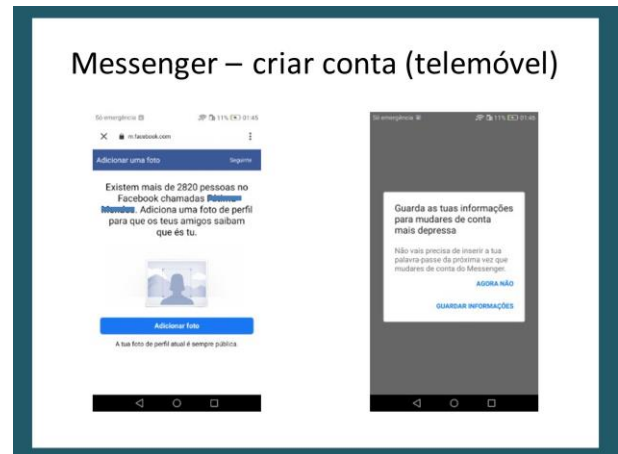 Messenger – criar conta (telemóvel)
Só emergência 11% 01:45
m.facebook.com
Adicionar uma foto Seguinte
Existem mais de 2820 pessoas no
Facebook chamadas
. Adiciona uma foto de perfil
para que os teus amigos saibam
que és tu.
Adicionar foto
A tua foto de perfil atual é sempre pública.
Só emergência 11% 01:46
Guarda as tuas informações
para mudares de conta
mais depressa
Não vais precisa de inserir a tua
palavra-passe da próxima vez que
mudares de conta do Messenger.
AGORA NÃO
GUARDAR INFORMAÇÕES